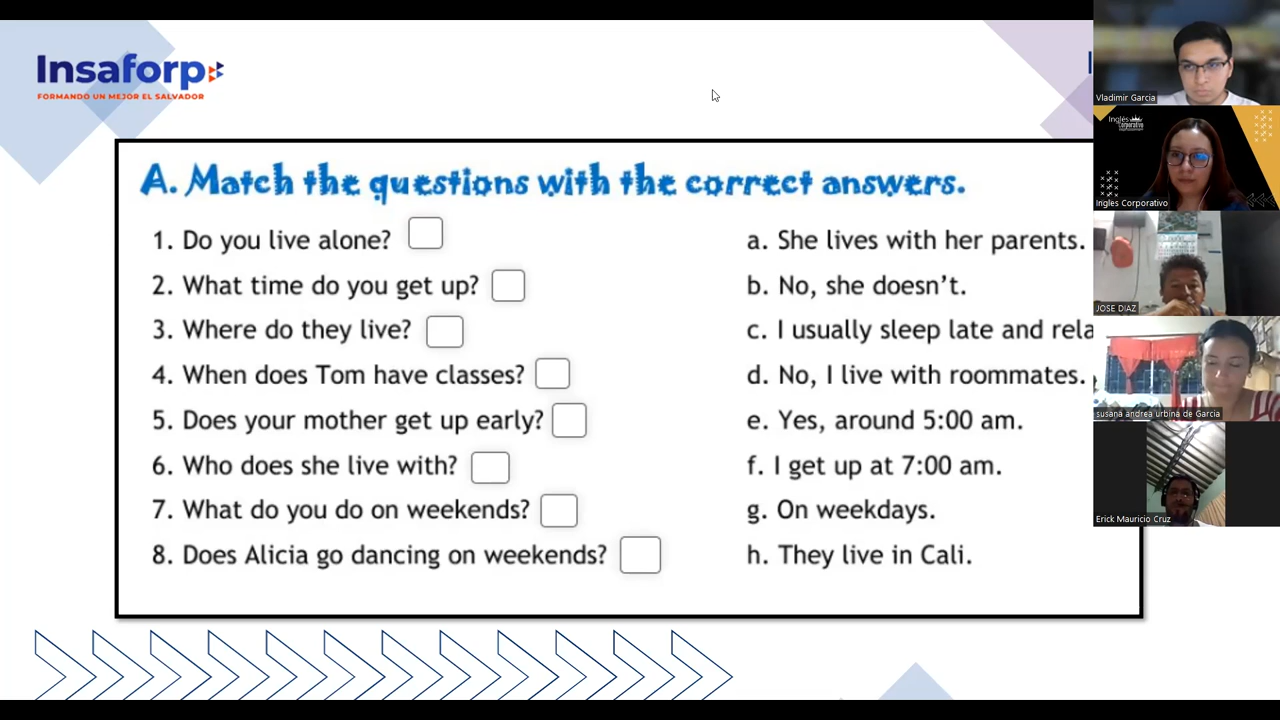 Insaforp
FORMANDO UN MEJOR EL SALVADOR
A. Match the questions with the correct answers.
1. Do you live alone?
2. What time do you get up?
3. Where do they live?
4. When does Tom have classes?
5. Does your mother get up early?
6. Who does she live with?
7. What do you do on weekends?
8. Does Alicia go dancing on weekends?
a. She lives with her parents.
b. No, she doesn't.
c. I usually sleep late and rela
d. No, I live with roommates.
e. Yes, around 5:00 am.
f. I get up at 7:00 am.
g. On weekdays.
h. They live in Cali.
Vladimir Garcia
Inglés
Corporativo
Ingles Corporativo
JOSE DIAZ
susana andrea urbina de Garcia
Erick Mauricio Cruz